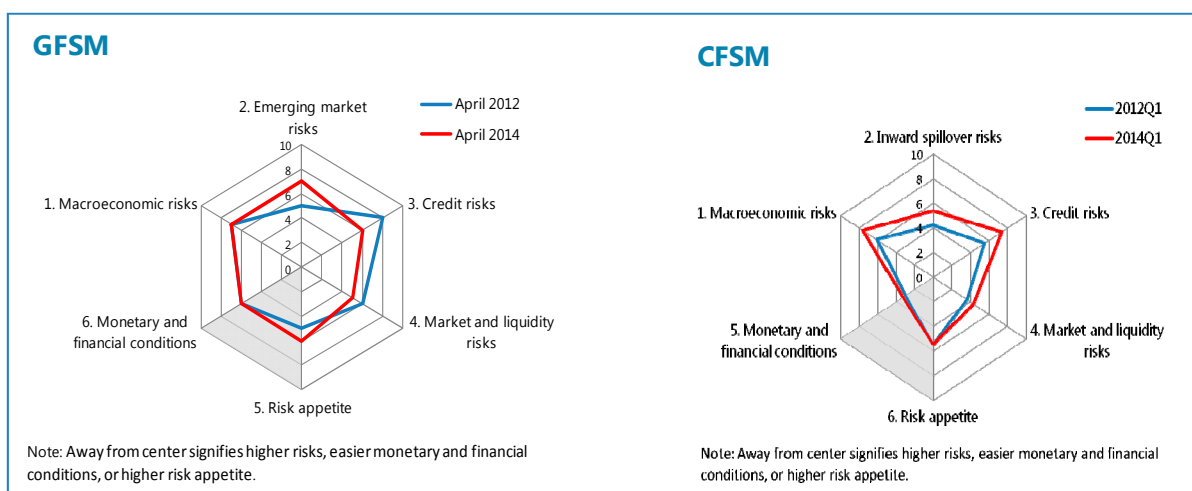 GFSM
2. Emerging market
risks
April 2012
April 2014
10
8
6
4
2
0
1. Macroeconomic risks
3. Credit risks
6. Monetary and
financial conditions
4. Market and liquidity
risks
5. Risk appetite
Note: Away from center signifies higher risks, easier monetary and financial
conditions, or higher risk appetite.
CFSM
2012Q1
2014Q1
2. Inward spillover risks
10
8
6
4
2
0
1. Macroeconomic risks
3. Credit risks
5. Monetary and
financial conditions
4. Market and liquidity
risks
6. Risk appetite
Note: Away from center signifies higher risks, easier monetary and financial
conditions, or higher risk appetite.